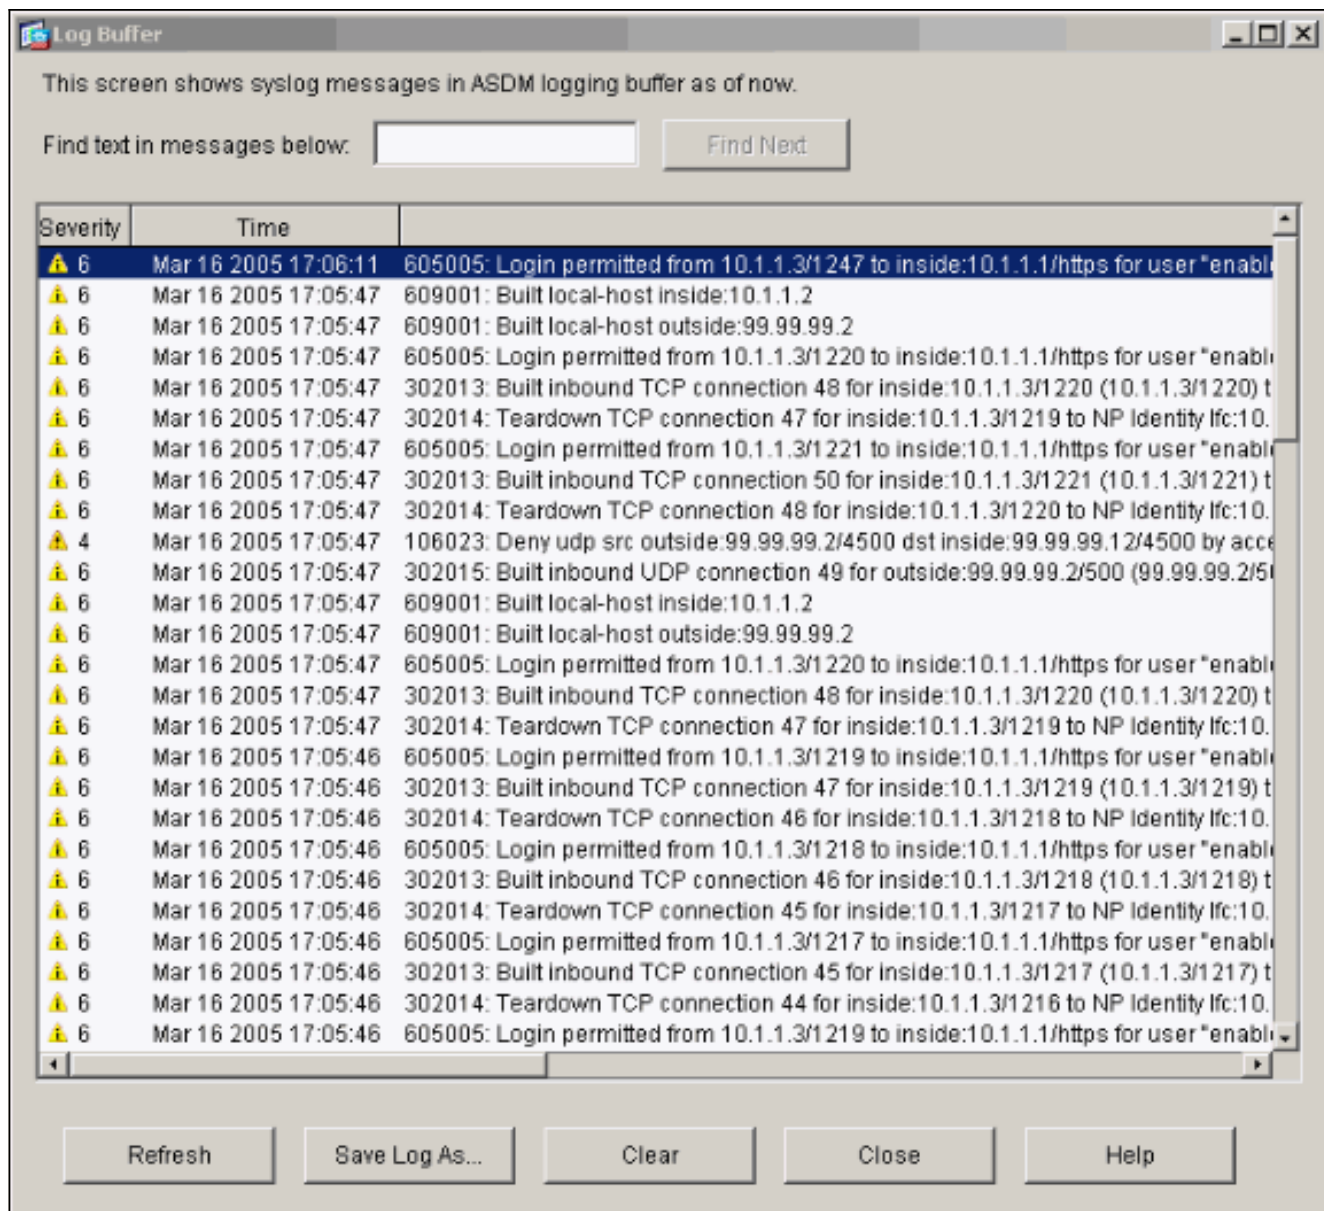 Log Buffer
This screen shows syslog messages in ASDM logging buffer as of now.
Find text in messages below: Find Next
Severity Time
6 Mar 16 2005 17:06:11 605005: Login permitted from 10.1.1.3/1247 to inside:10.1.1.1/https for user "enabl
6 Mar 16 2005 17:05:47 609001: Built local-host inside:10.1.1.2
6 Mar 16 2005 17:05:47 609001: Built local-host outside:99.99.99.2
6 Mar 16 2005 17:05:47 605005: Login permitted from 10.1.1.3/1220 to inside:10.1.1.1/https for user "enabl
6 Mar 16 2005 17:05:47 302013: Built inbound TCP connection 48 for inside:10.1.1.3/1220 (10.1.1.3/1220) t
6 Mar 16 2005 17:05:47 302014: Teardown TCP connection 47 for inside:10.1.1.3/1219 to NP Identity Ifc:10.
6 Mar 16 2005 17:05:47 605005: Login permitted from 10.1.1.3/1221 to inside:10.1.1.1/https for user "enabl
6 Mar 16 2005 17:05:47 302013: Built inbound TCP connection 50 for inside:10.1.1.3/1221 (10.1.1.3/1221) t
6 Mar 16 2005 17:05:47 302014: Teardown TCP connection 48 for inside:10.1.1.3/1220 to NP Identity Ifc:10.
4 Mar 16 2005 17:05:47 106023: Deny udp src outside:99.99.99.2/4500 dst inside:99.99.99.12/4500 by acce
6 Mar 16 2005 17:05:47 302015: Built inbound UDP connection 49 for outside:99.99.99.2/500 (99.99.99.2/5
6 Mar 16 2005 17:05:47 609001: Built local-host inside:10.1.1.2
6 Mar 16 2005 17:05:47 609001: Built local-host outside:99.99.99.2
6 Mar 16 2005 17:05:47 605005: Login permitted from 10.1.1.3/1220 to inside:10.1.1.1/https for user "enabl
6 Mar 16 2005 17:05:47 302013: Built inbound TCP connection 48 for inside:10.1.1.3/1220 (10.1.1.3/1220) t
6 Mar 16 2005 17:05:47 302014: Teardown TCP connection 47 for inside:10.1.1.3/1219 to NP Identity Ifc:10.
6 Mar 16 2005 17:05:46 605005: Login permitted from 10.1.1.3/1219 to inside:10.1.1.1/https for user "enabl
6 Mar 16 2005 17:05:46 302013: Built inbound TCP connection 47 for inside:10.1.1.3/1219 (10.1.1.3/1219) t
6 Mar 16 2005 17:05:46 302014: Teardown TCP connection 46 for inside:10.1.1.3/1218 to NP Identity Ifc:10.
6 Mar 16 2005 17:05:46 605005: Login permitted from 10.1.1.3/1218 to inside:10.1.1.1/https for user "enabl
6 Mar 16 2005 17:05:46 302013: Built inbound TCP connection 46 for inside:10.1.1.3/1218 (10.1.1.3/1218) t
6 Mar 16 2005 17:05:46 302014: Teardown TCP connection 45 for inside:10.1.1.3/1217 to NP Identity Ifc:10.
6 Mar 16 2005 17:05:46 605005: Login permitted from 10.1.1.3/1217 to inside:10.1.1.1/https for user "enabl
6 Mar 16 2005 17:05:46 302013: Built inbound TCP connection 45 for inside:10.1.1.3/1217 (10.1.1.3/1217) t
6 Mar 16 2005 17:05:46 302014: Teardown TCP connection 44 for inside:10.1.1.3/1216 to NP Identity Ifc:10.
6 Mar 16 2005 17:05:46 605005: Login permitted from 10.1.1.3/1219 to inside:10.1.1.1/https for user "enabl
Refresh Save Log As... Clear Close Help